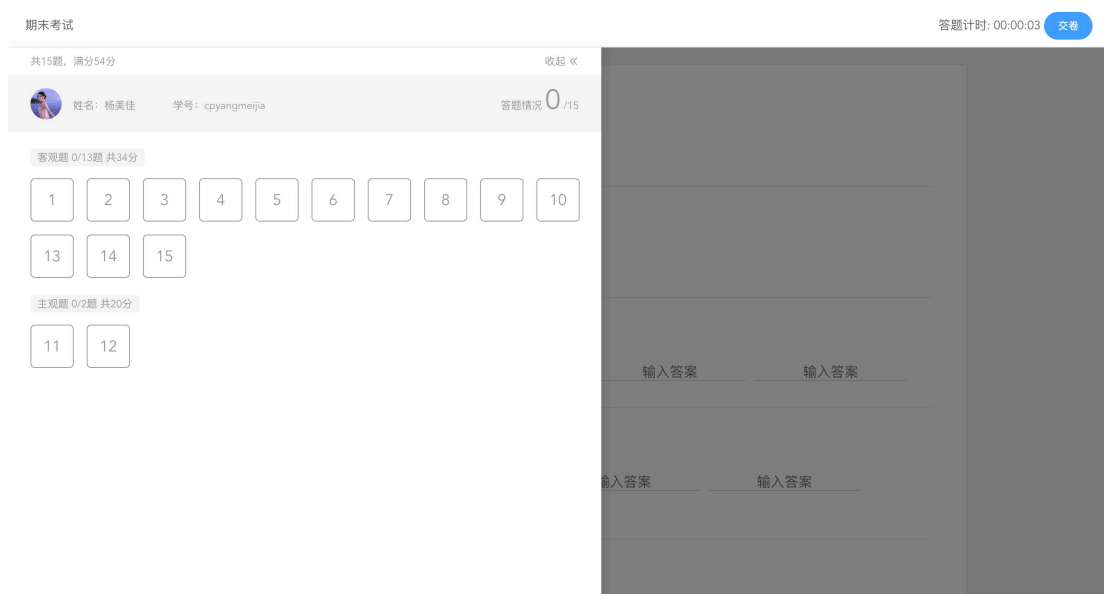 期末考试 答题计时: 00:00:03 交卷
共15题，满分54分 收起 《
姓名：杨美佳 学号：cpyangmeijia 答题情况 0 /15
客观题 0/13题 共34分
1 2 3 4 5 6 7 8 9 10
13 14 15
主观题 0/2题 共20分
11 12
输入答案 输入答案
输入答案 输入答案